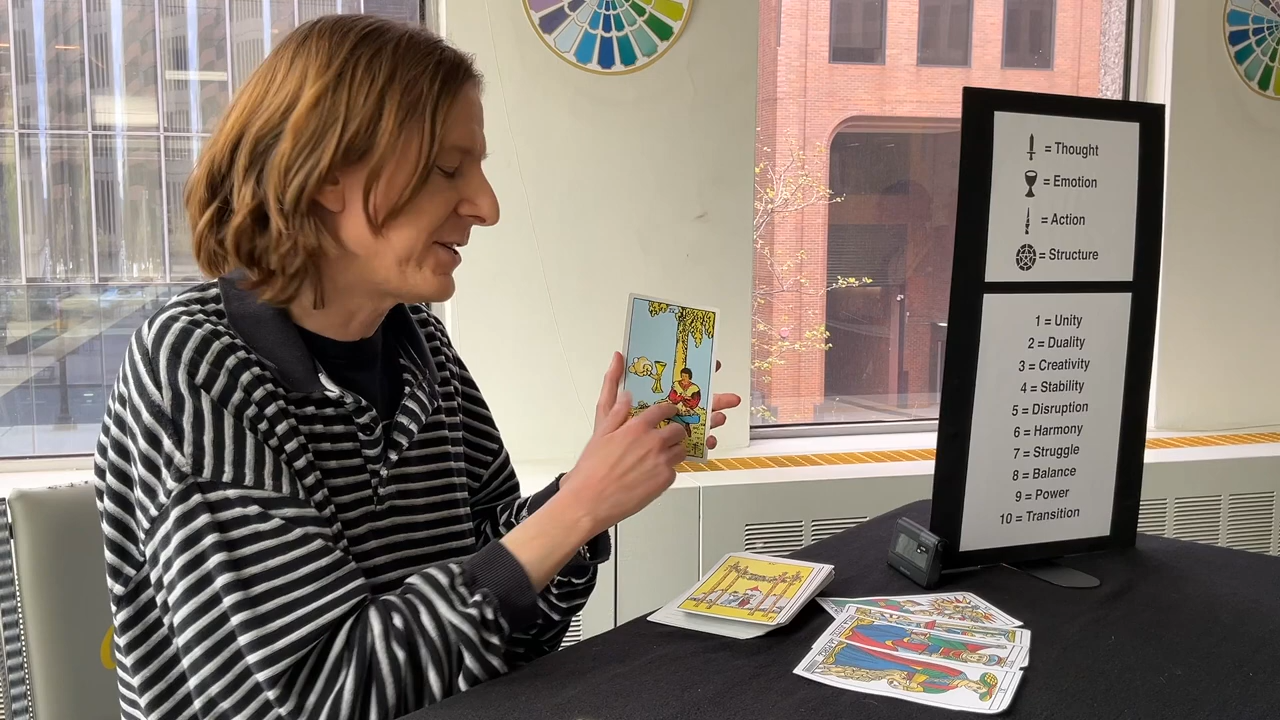 = Thought
= Emotion
= Action
= Structure
1 = Unity
2 = Duality
3 = Creativity
4 = Stability
5 = Disruption
6 = Harmony
7 = Struggle
8 = Balance
9 = Power
10 = Transition